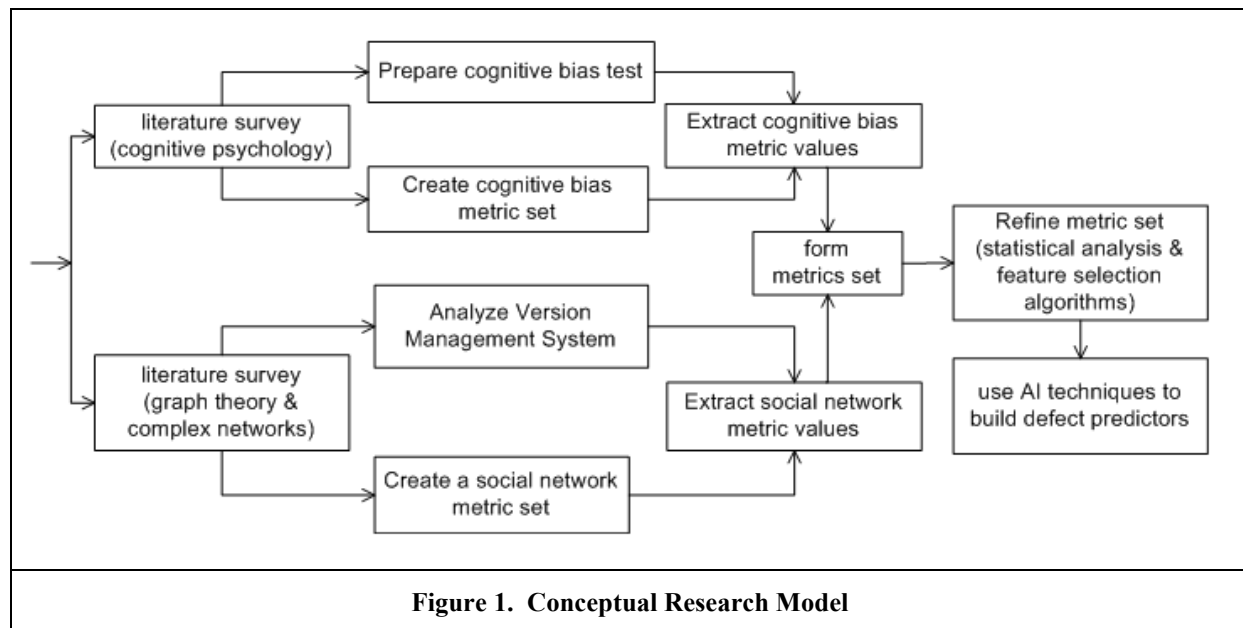 Prepare cognitive bias test
literature survey
(cognitive psychology)
Extract cognitive bias
metric values
Create cognitive bias
metric set
form
metrics set
Refine metric set
(statistical analysis &
feature selection
algorithms)
Analyze Version
Management System
literature survey
(graph theory &
complex networks)
Extract social network
metric values
use AI techniques to
build defect predictors
Create a social network
metric set
Figure 1. Conceptual Research Model